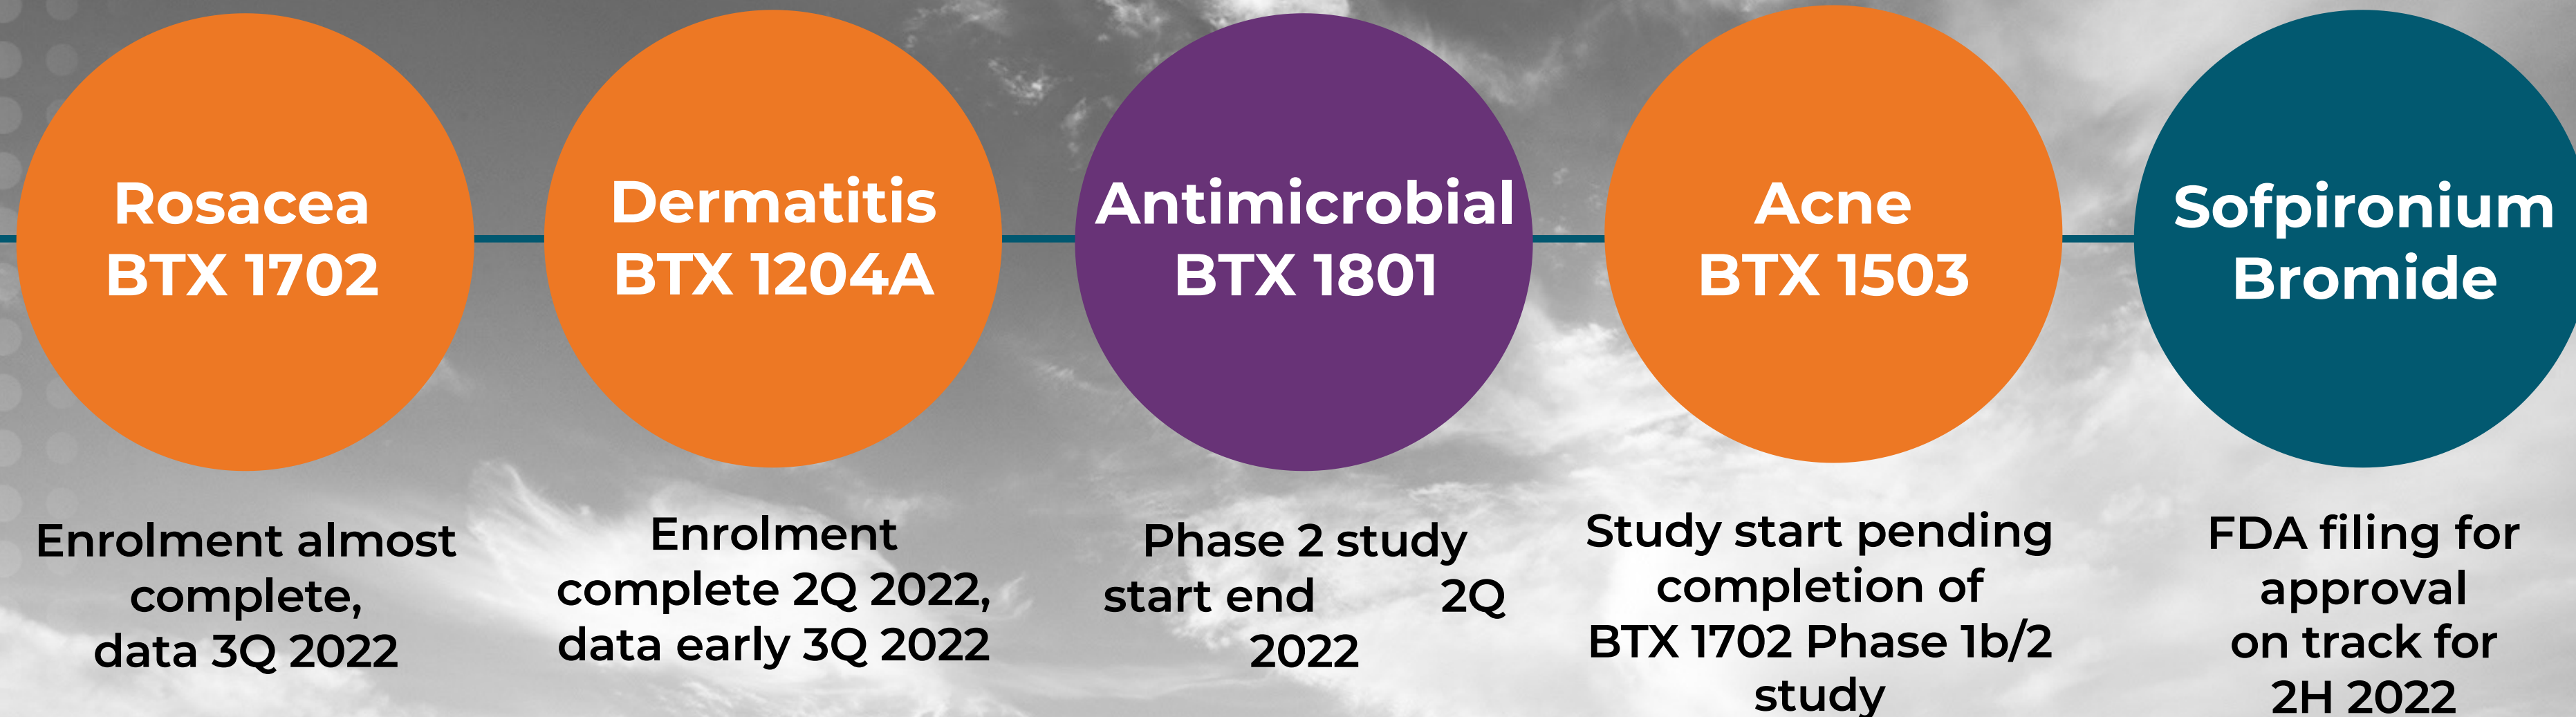 Rosacea
BTX 1702
Dermatitis
BTX 1204A
Antimicrobial
BTX 1801
Acne
BTX 1503
Sofpironium
Bromide
Enrolment almost
complete,
data 3Q 2022
Enrolment
complete 2Q 2022,
data early 3Q 2022
Phase 2 study
start end 2Q
2022
Study start pending
completion of
BTX 1702 Phase 1b/2
study
FDA filing for
approval
on track for
2H 2022